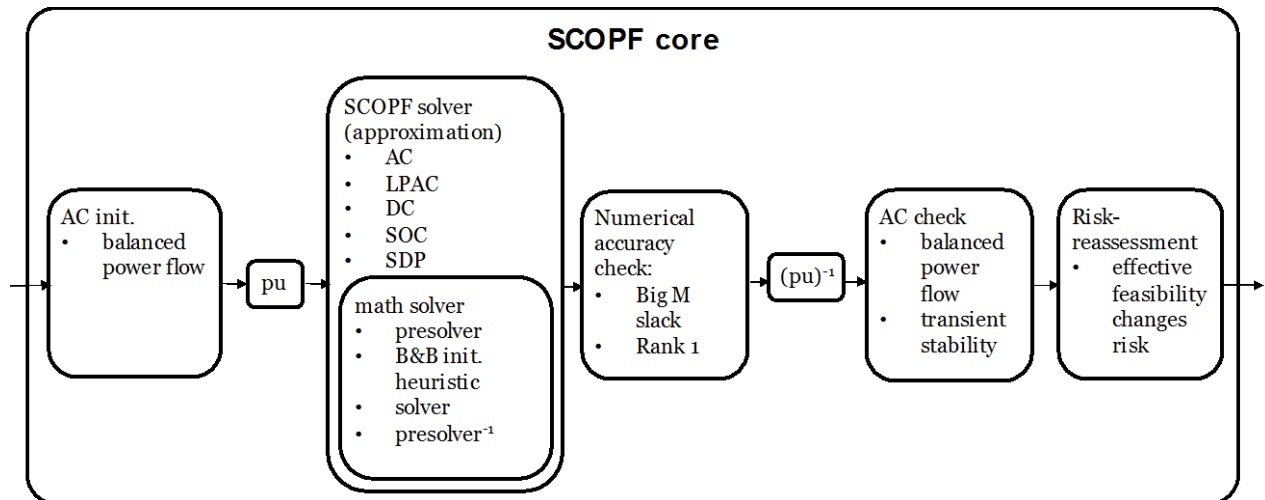 SCOPF core
AC init.
• balanced
power flow
pu
SCOPF solver
(approximation)
• AC
• LPAC
• DC
• SOC
• SDP
math solver
• presolver
• B&B init.
heuristic
• solver
• presolver⁻¹
Numerical
accuracy
check:
• Big M
slack
• Rank 1
(pu)⁻¹
AC check
• balanced
power
flow
• transient
stability
Risk-
reassessment
• effective
feasibility
changes
risk